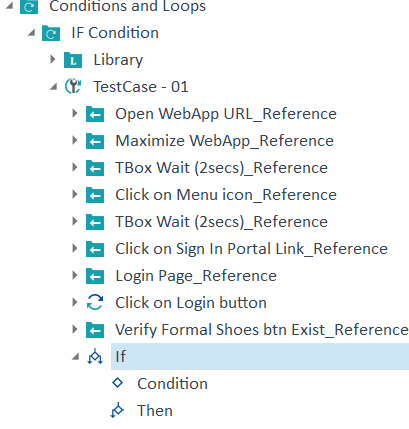 Conditions and Loops
IF Condition
Library
TestCase - 01
Open WebApp URL_Reference
Maximize WebApp_Reference
TBox Wait (2secs)_Reference
Click on Menu icon_Reference
TBox Wait (2secs)_Reference
Click on Sign In Portal Link_Reference
Login Page_Reference
Click on Login button
Verify Formal Shoes btn Exist_Reference
If
Condition
Then